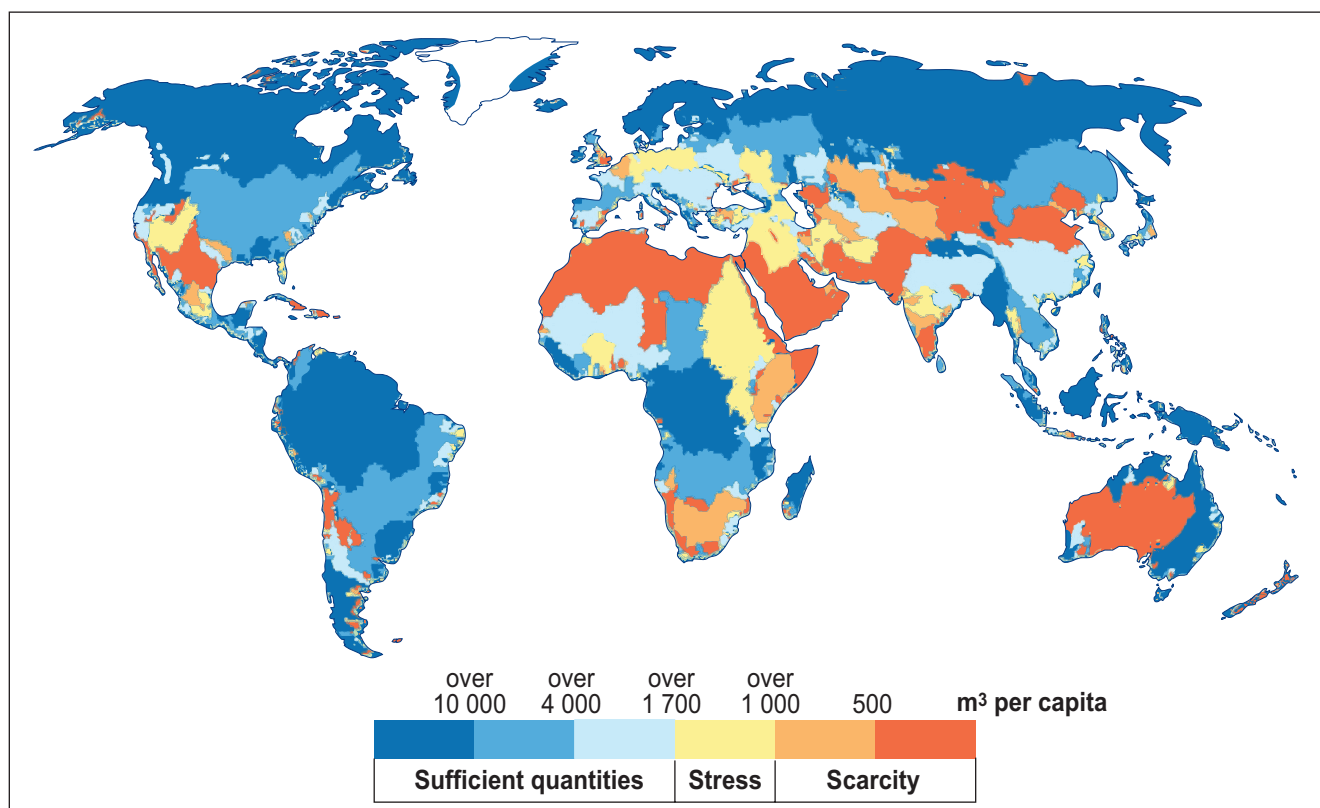 over over over over
10 000 4 000 1 700 1 000 500 m³ per capita
Sufficient quantities Stress Scarcity